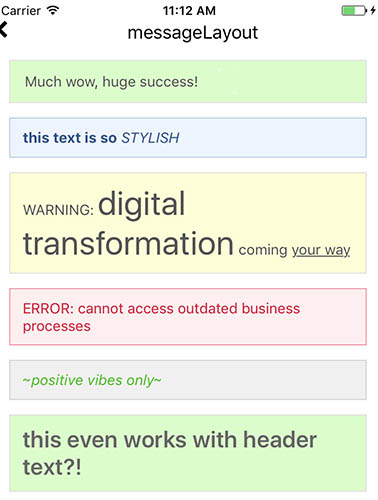 Carrier 11:12 AM
messageLayout
Much wow, huge success!
this text is so STYLISH
WARNING: digital
transformation coming your way
ERROR: cannot access outdated business
processes
~positive vibes only~
this even works with header
text?!